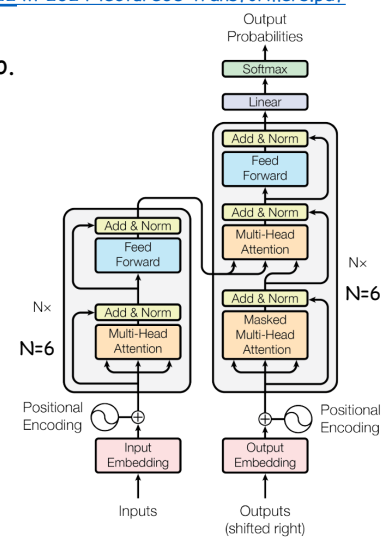 Output
Probabilities
Softmax
Linear
Add & Norm
Feed
Forward
Add & Norm
Multi-Head
Attention
Add & Norm
Masked
Multi-Head
Attention
Nx
N=6
Add & Norm
Feed
Forward
Add & Norm
Multi-Head
Attention
Nx
N=6
Positional
Encoding
Positional
Encoding
Input
Embedding
Output
Embedding
Inputs
Outputs
(shifted right)